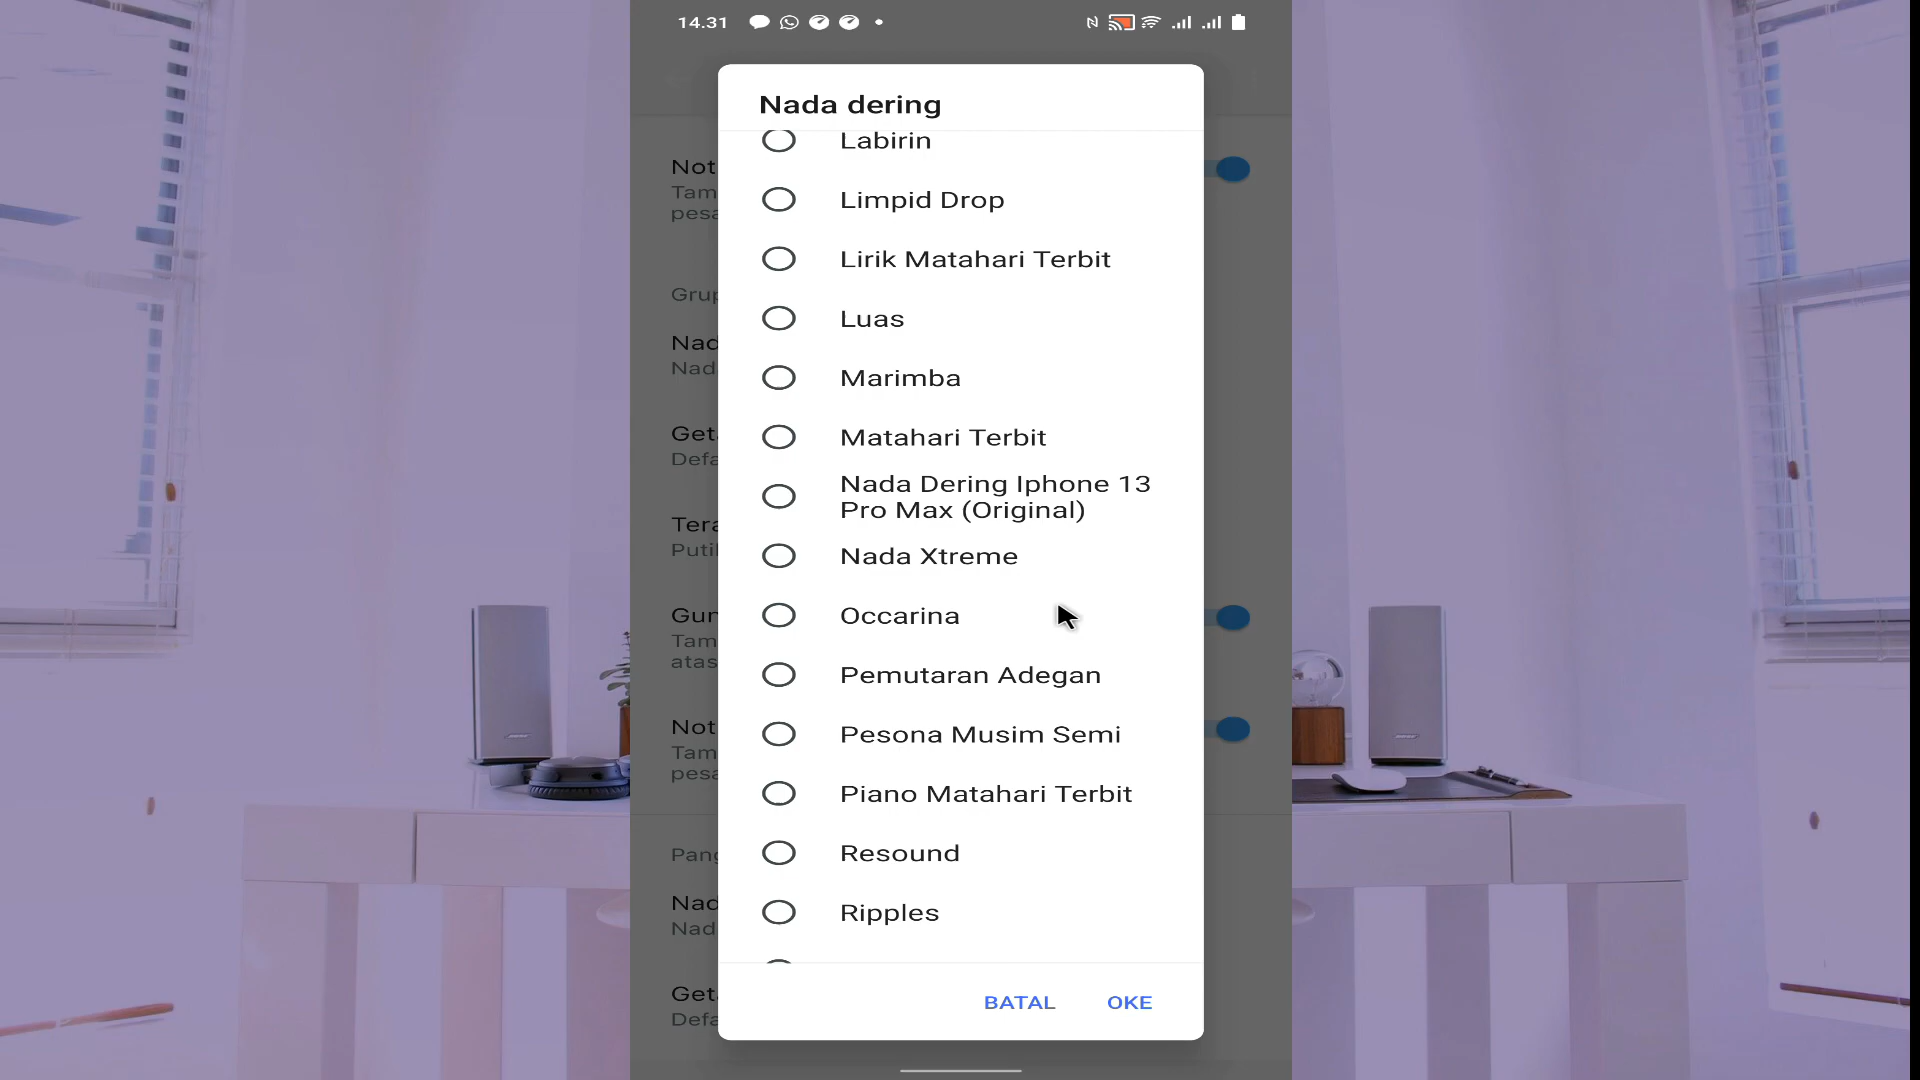 14.31
Nada dering
Labirin
Limpid Drop
Lirik Matahari Terbit
Luas
Marimba
Matahari Terbit
Nada Dering Iphone 13
Pro Max (Original)
Nada Xtreme
Occarina
Pemutaran Adegan
Pesona Musim Semi
Piano Matahari Terbit
Resound
Ripples
BATAL OKE
Not
Tam
pesa
Grup
Nad
Nad
Get
Defa
Tera
Puti
Gun
Tam
atas
Not
Tam
pesa
Pang
Nad
Nad
Get
Defa